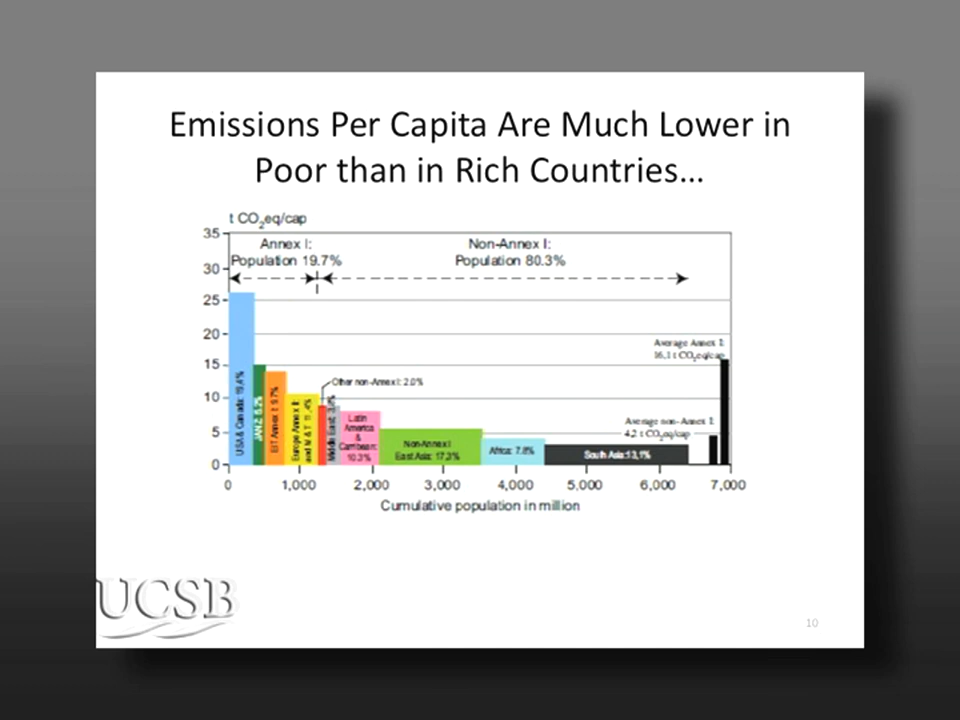 Emissions Per Capita Are Much Lower in
Poor than in Rich Countries...
t CO2eq/cap
35
30
25
20
15
10
5
0
Annex I:
Population 19.7%
Non-Annex I:
Population 80.3%
USA & Canada: 19,4%
JANZ: 5,2%
EIT Annex I: 9.7%
Europe Annex II:
and M & T: 11,4%
Other non-Annex I: 2.0%
Middle East: 3,8%
Latin
America
&
Carribean:
10.3%
Non-Annex I
East Asia: 17,3%
Africa: 7.8%
South Asia:13,1%
Average Annex I:
16,1 t CO2eq/cap
Average non-Annex I:
4,2 t CO2eq/cap
0
1,000
2,000
3,000
4,000
5,000
6,000
7,000
Cumulative population in million
UCSB
10